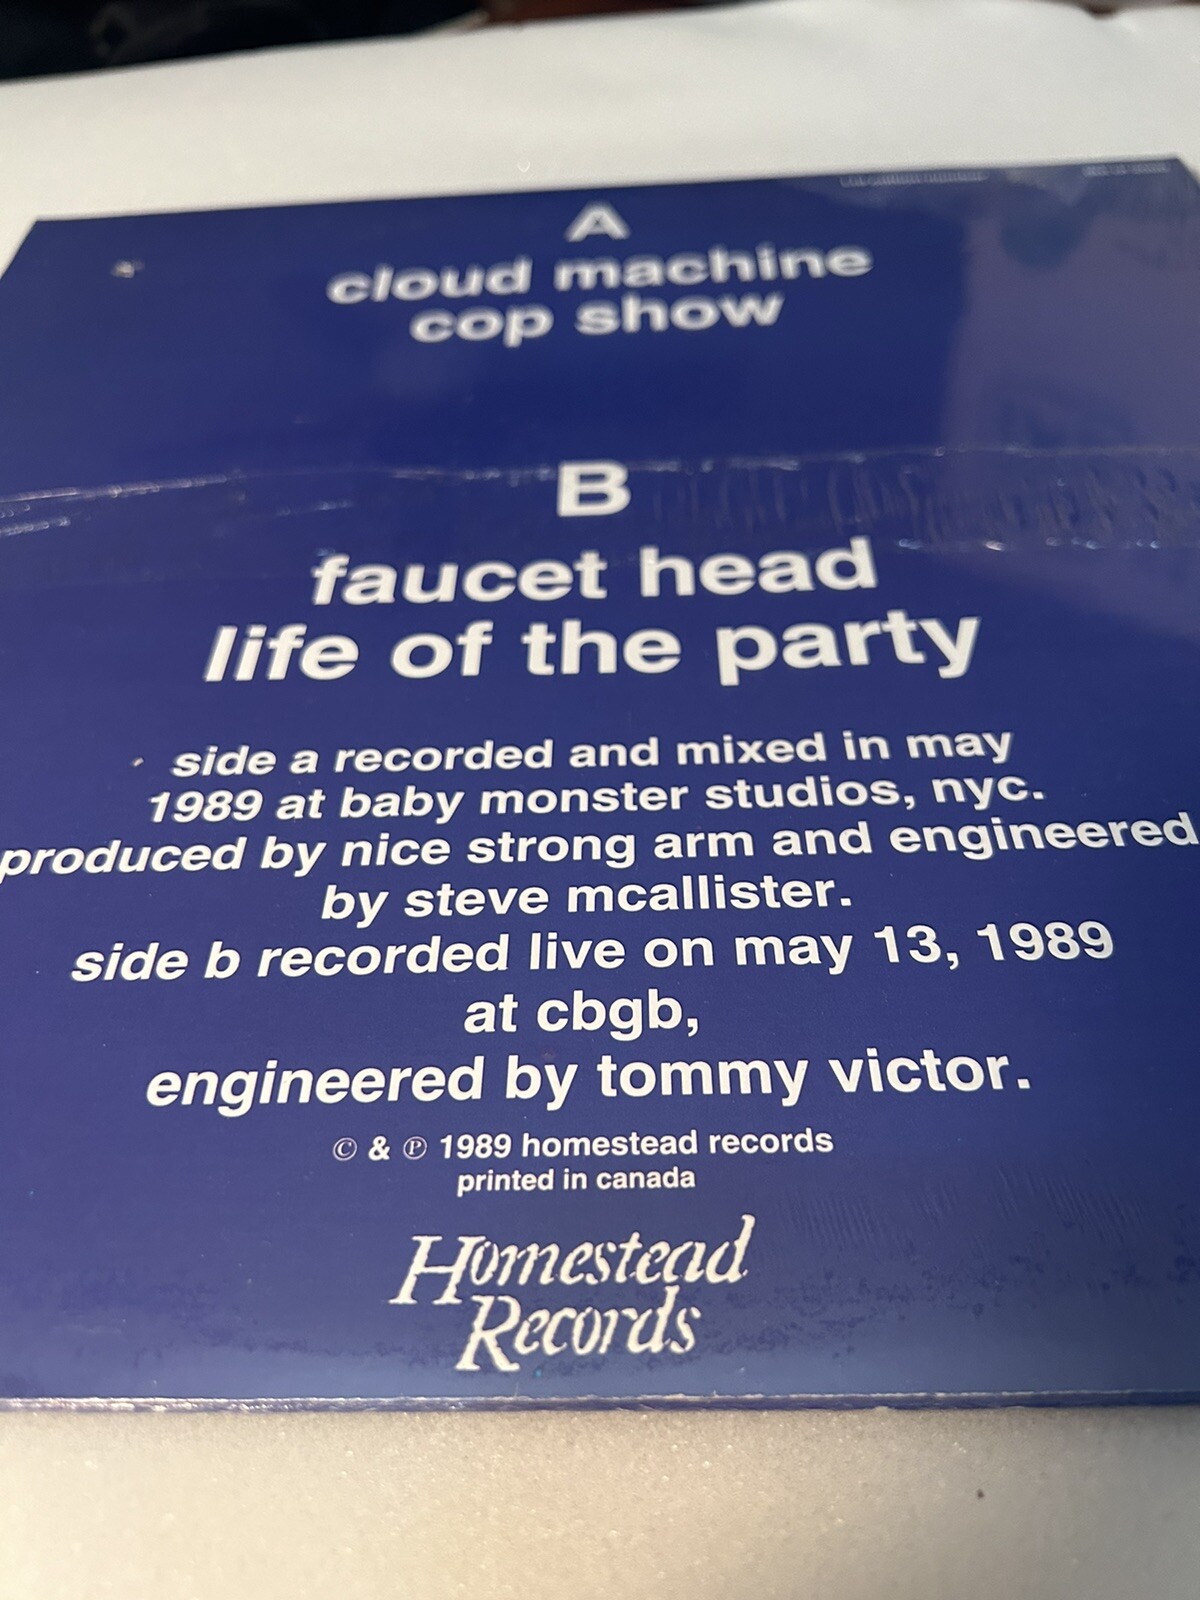 A
cloud machine
cop show
B
faucet head
life of the party
side a recorded and mixed in may
1989 at baby monster studios, nyc.
produced by nice strong arm and engineered
by steve mcallister.
side b recorded live on may 13, 1989
at cbgb,
engineered by tommy victor.
© & ℗ 1989 homestead records
printed in canada
Homestead
Records